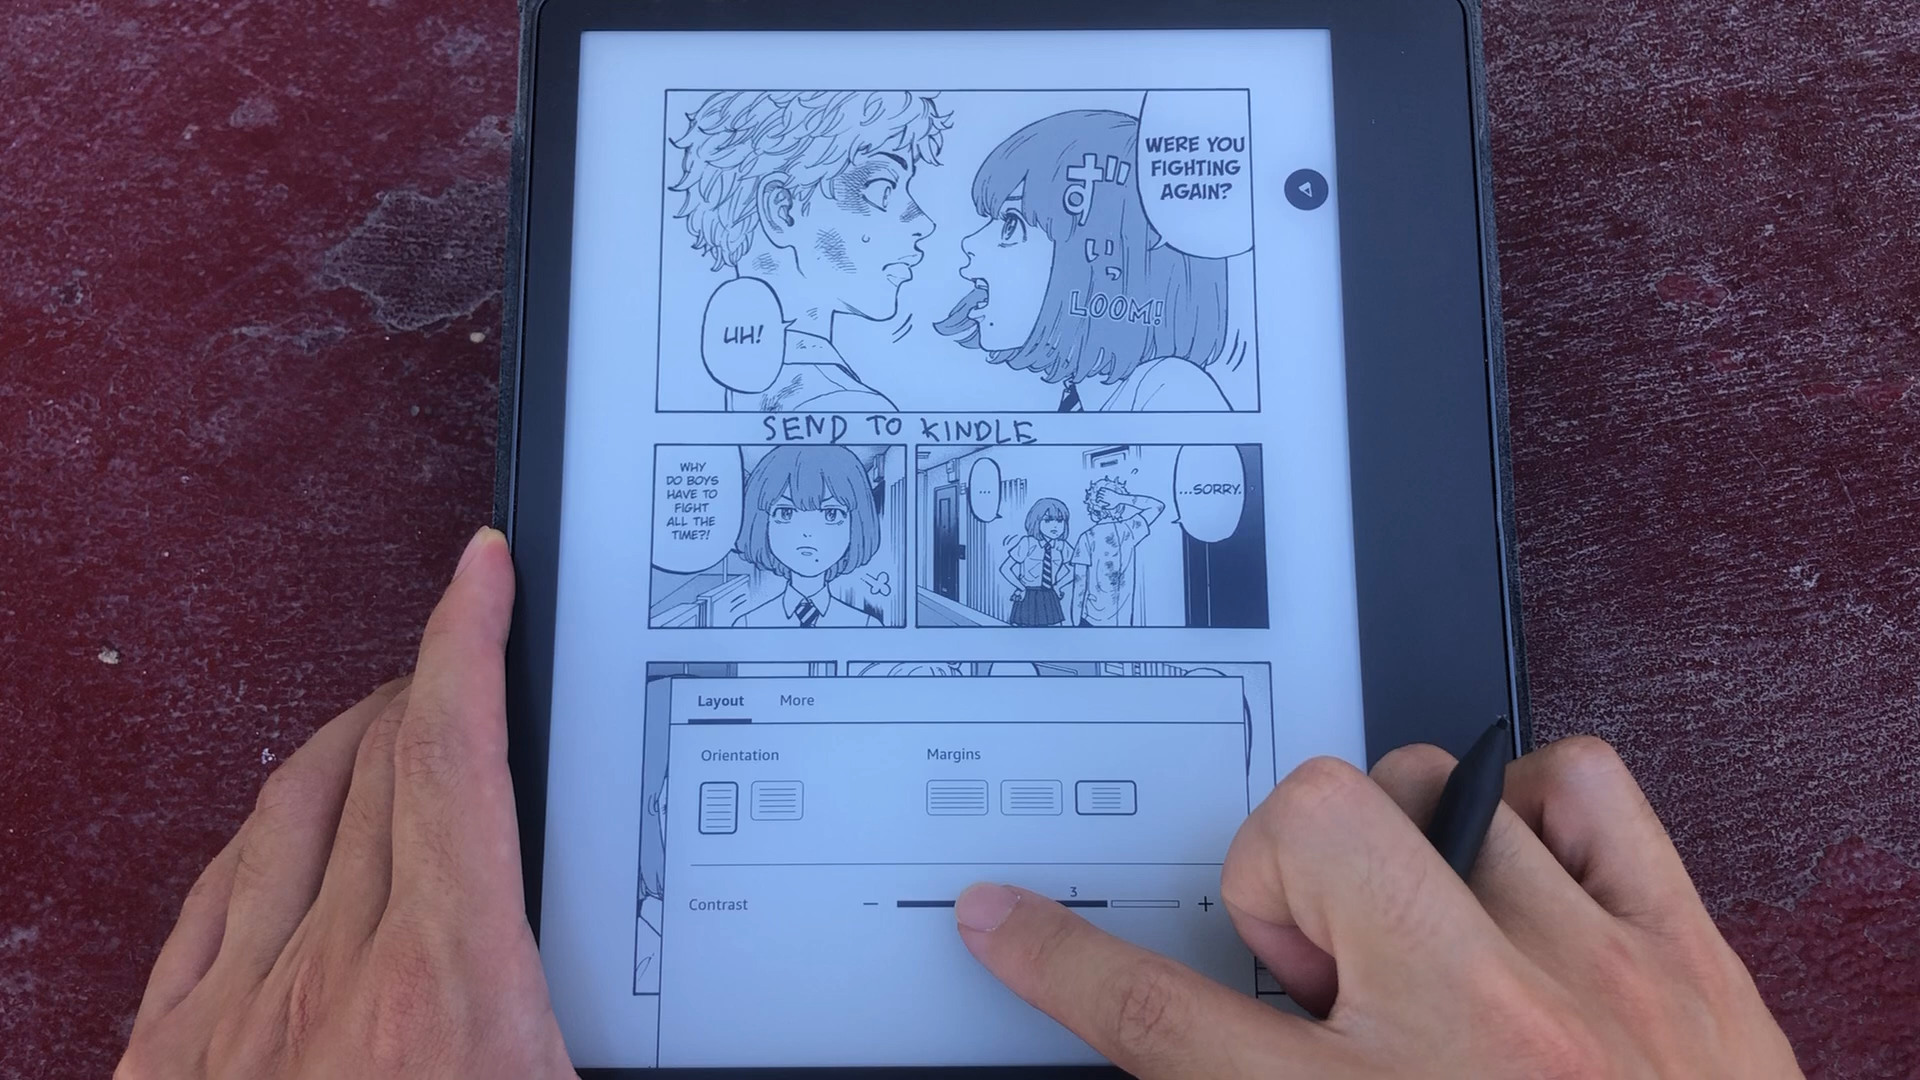 WERE YOU
FIGHTING
AGAIN?
ず
いっ
LOOM!
UH!
SEND TO KINDLE
WHY
DO BOYS
HAVE TO
FIGHT
ALL THE
TIME?!
...
...SORRY.
Layout More
Orientation Margins
3
Contrast − +